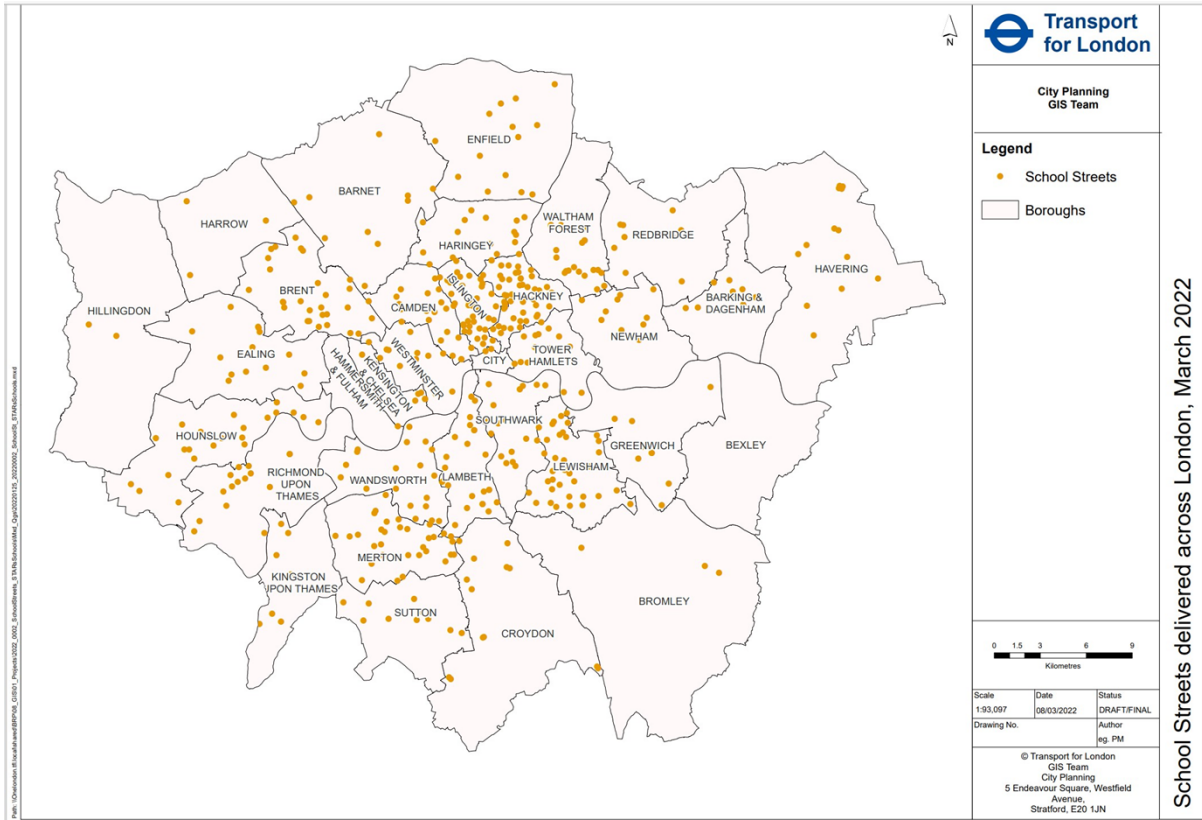 Transport
for London
City Planning
GIS Team
Legend
School Streets
Boroughs
N
ENFIELD
BARNET
HARROW
HARINGEY
WALTHAM
FOREST
REDBRIDGE
HAVERING
HILLINGDON
BRENT
CAMDEN
ISLINGTON
HACKNEY
BARKING &
DAGENHAM
NEWHAM
EALING
WESTMINSTER
KENSINGTON
& CHELSEA
HAMMERSMITH
& FULHAM
CITY
TOWER
HAMLETS
HOUNSLOW
SOUTHWARK
GREENWICH
BEXLEY
RICHMOND
UPON
THAMES
WANDSWORTH
LAMBETH
LEWISHAM
MERTON
KINGSTON
UPON THAMES
SUTTON
CROYDON
BROMLEY
0 1.5 3 6 9
Kilometres
Scale
1:93,097
Date
08/03/2022
Status
DRAFT/FINAL
Drawing No.
Author
eg. PM
© Transport for London
GIS Team
City Planning
5 Endeavour Square, Westfield
Avenue,
Stratford, E20 1JN
School Streets delivered across London, March 2022